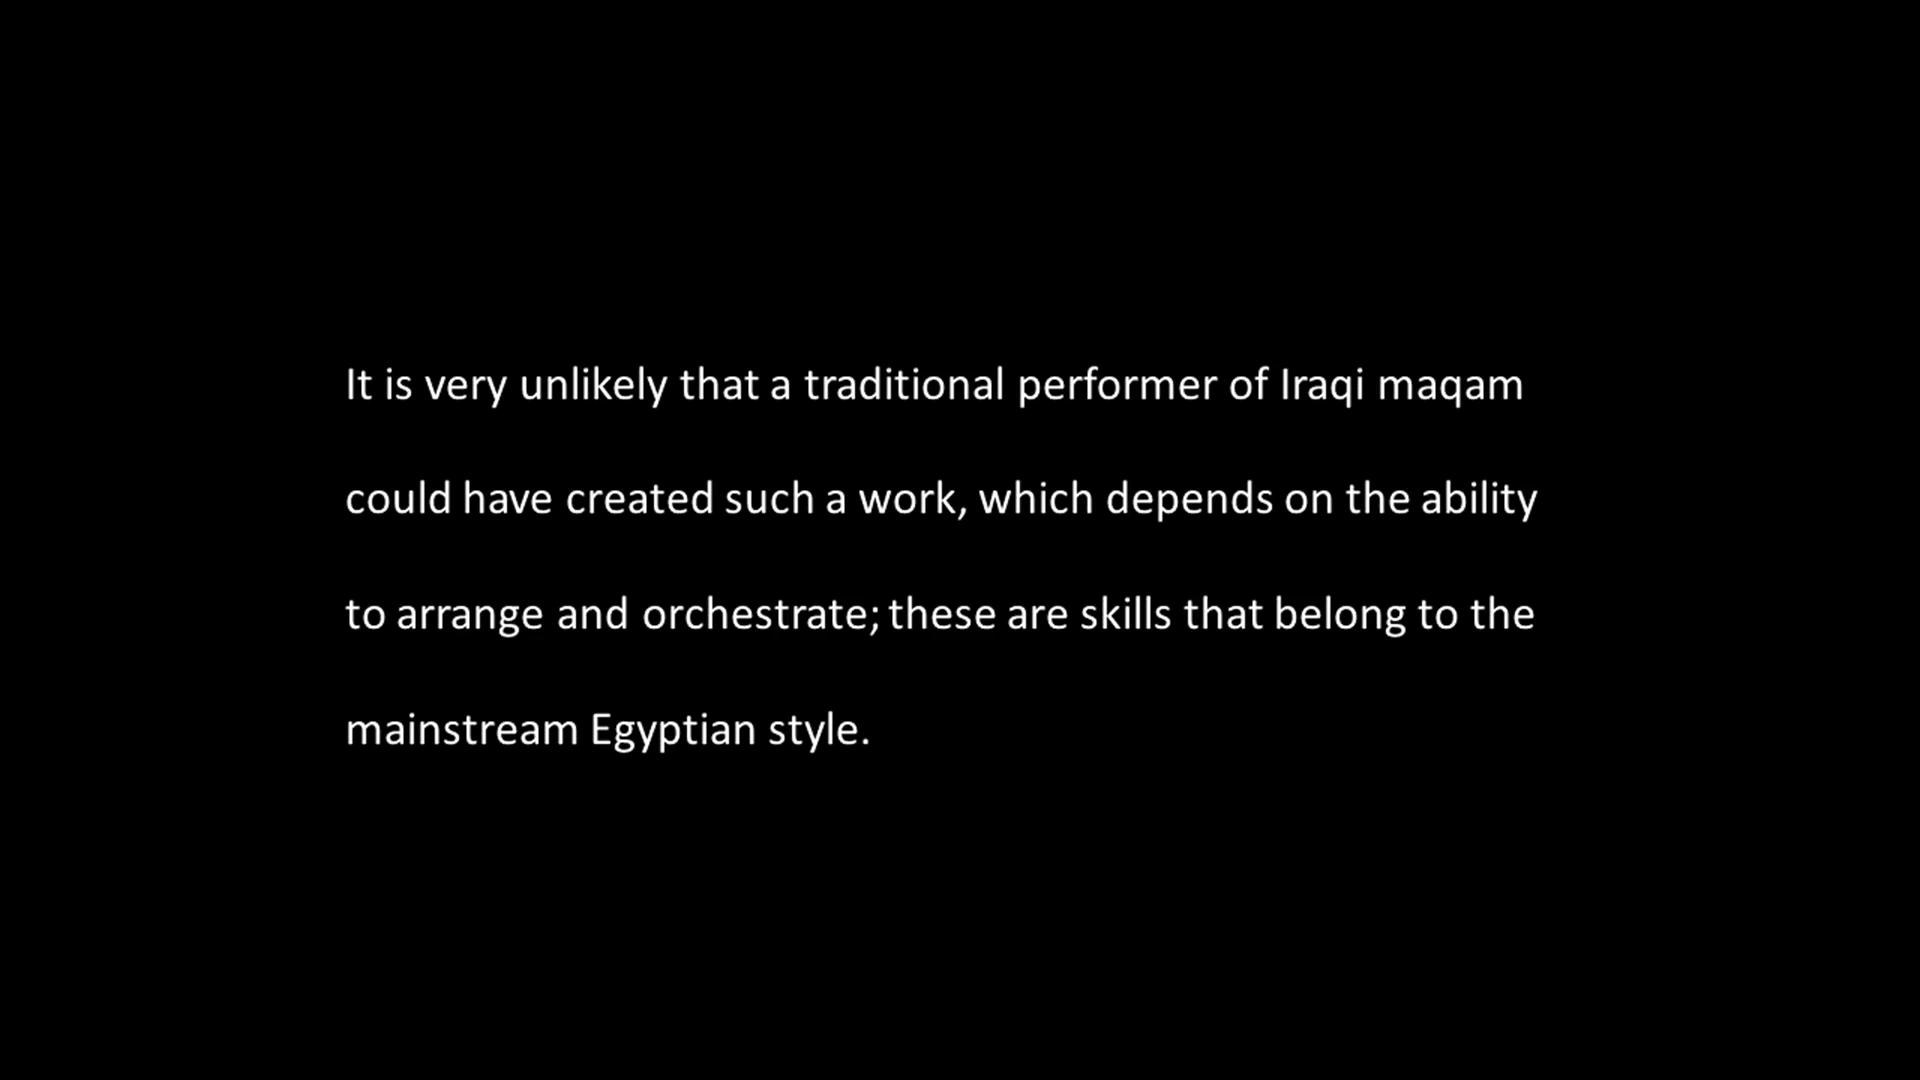 It is very unlikely that a traditional performer of Iraqi maqam
could have created such a work, which depends on the ability
to arrange and orchestrate; these are skills that belong to the
mainstream Egyptian style.